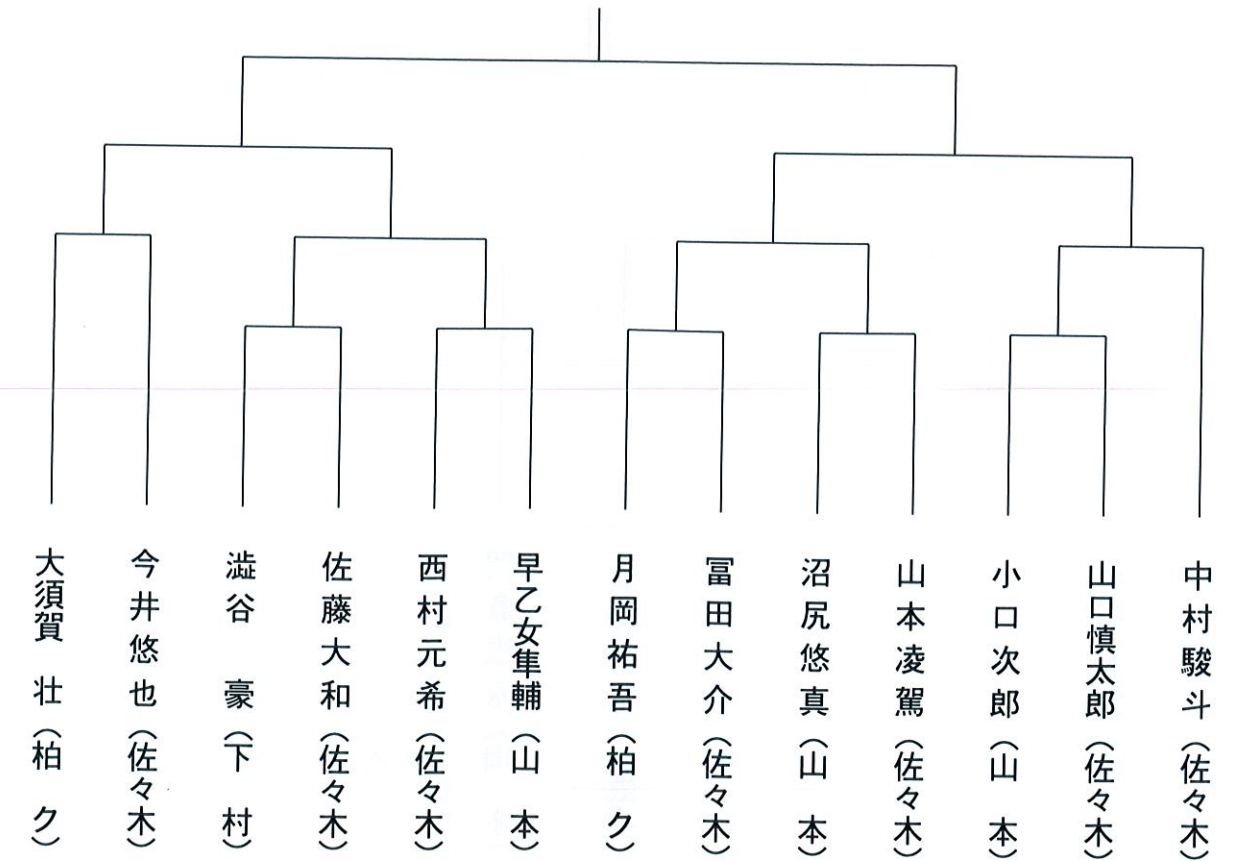 大須賀 壮（柏 ク）
今井悠也（佐々木）
澁谷 豪（下 村）
佐藤大和（佐々木）
西村元希（佐々木）
早乙女隼輔（山 本）
月岡祐吾（柏 ク）
冨田大介（佐々木）
沼尻悠真（山 本）
山本凌駕（佐々木）
小口次郎（山 本）
山口慎太郎（佐々木）
中村駿斗（佐々木）